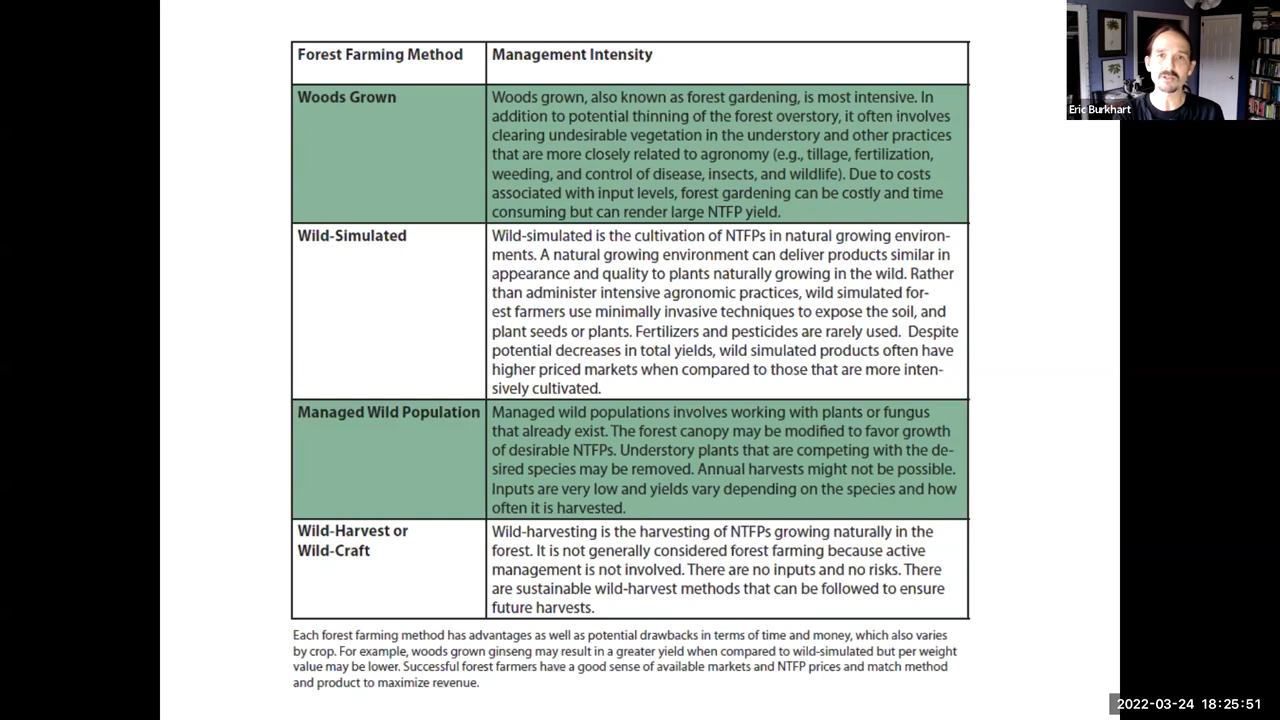 Forest Farming Method
Management Intensity
Woods Grown
Woods grown, also known as forest gardening, is most intensive. In
addition to potential thinning of the forest overstory, it often involves
clearing undesirable vegetation in the understory and other practices
that are more closely related to agronomy (e.g., tillage, fertilization,
weeding, and control of disease, insects, and wildlife). Due to costs
associated with input levels, forest gardening can be costly and time
consuming but can render large NTFP yield.
Wild-Simulated
Wild-simulated is the cultivation of NTFPs in natural growing environ-
ments. A natural growing environment can deliver products similar in
appearance and quality to plants naturally growing in the wild. Rather
than administer intensive agronomic practices, wild simulated for-
est farmers use minimally invasive techniques to expose the soil, and
plant seeds or plants. Fertilizers and pesticides are rarely used.  Despite
potential decreases in total yields, wild simulated products often have
higher priced markets when compared to those that are more inten-
sively cultivated.
Managed Wild Population
Managed wild populations involves working with plants or fungus
that already exist. The forest canopy may be modified to favor growth
of desirable NTFPs. Understory plants that are competing with the de-
sired species may be removed. Annual harvests might not be possible.
Inputs are very low and yields vary depending on the species and how
often it is harvested.
Wild-Harvest or
Wild-Craft
Wild-harvesting is the harvesting of NTFPs growing naturally in the
forest. It is not generally considered forest farming because active
management is not involved. There are no inputs and no risks. There
are sustainable wild-harvest methods that can be followed to ensure
future harvests.
Each forest farming method has advantages as well as potential drawbacks in terms of time and money, which also varies
by crop. For example, woods grown ginseng may result in a greater yield when compared to wild-simulated but per weight
value may be lower. Successful forest farmers have a good sense of available markets and NTFP prices and match method
and product to maximize revenue.
Eric Burkhart
2022-03-24 18:25:51